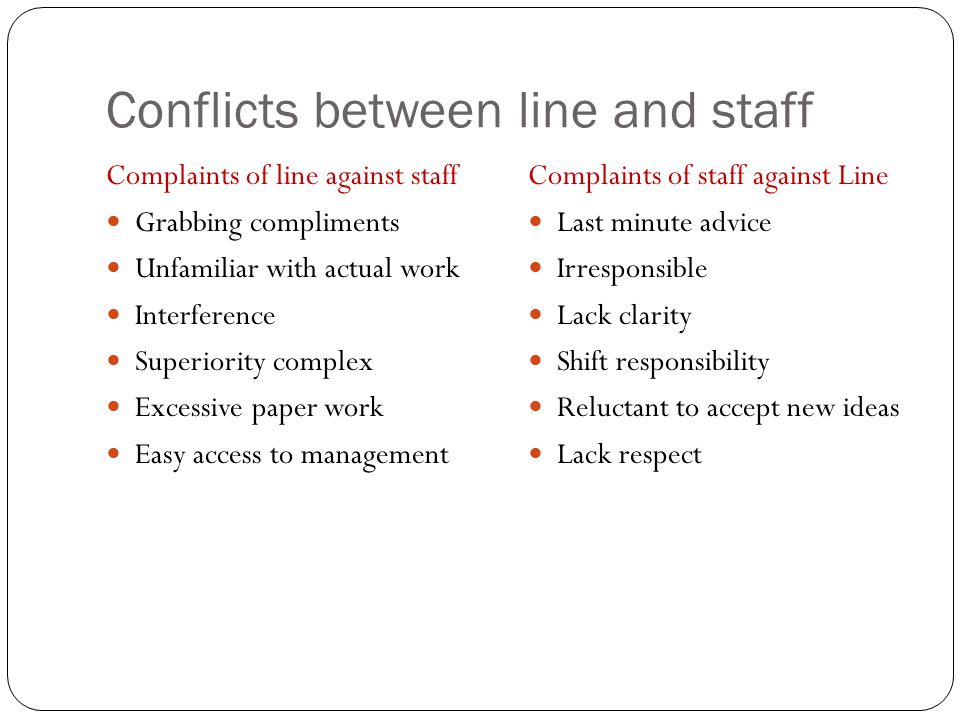 Conflicts between line and staff
Complaints of line against staff
Grabbing compliments
Unfamiliar with actual work
Interference
Superiority complex
Excessive paper work
Easy access to management
Complaints of staff against Line
Last minute advice
Irresponsible
Lack clarity
Shift responsibility
Reluctant to accept new ideas
Lack respect